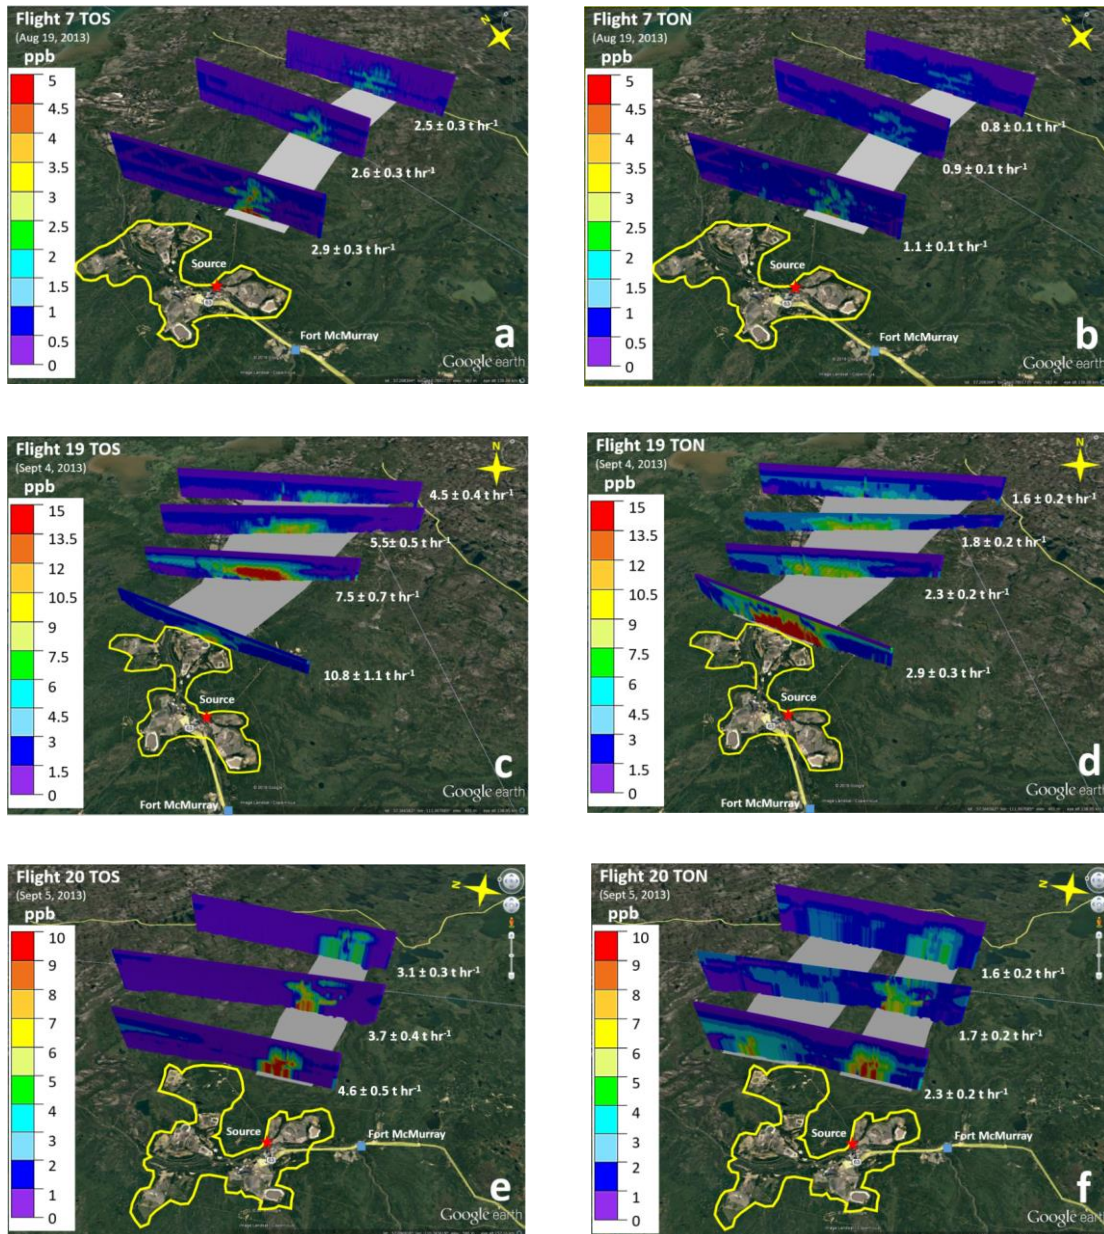 Flight 7 TOS
(Aug 19, 2013)
ppb
5
4.5
4
3.5
3
2.5
2
1.5
1
0.5
0
N
2.5 ± 0.3 t hr⁻¹
2.6 ± 0.3 t hr⁻¹
2.9 ± 0.3 t hr⁻¹
Source
Fort McMurray
a
Google earth
Flight 7 TON
(Aug 19, 2013)
ppb
5
4.5
4
3.5
3
2.5
2
1.5
1
0.5
0
N
0.8 ± 0.1 t hr⁻¹
0.9 ± 0.1 t hr⁻¹
1.1 ± 0.1 t hr⁻¹
Source
Fort McMurray
b
Google earth
Flight 19 TOS
(Sept 4, 2013)
ppb
15
13.5
12
10.5
9
7.5
6
4.5
3
1.5
0
N
4.5 ± 0.4 t hr⁻¹
5.5 ± 0.5 t hr⁻¹
7.5 ± 0.7 t hr⁻¹
10.8 ± 1.1 t hr⁻¹
Source
Fort McMurray
c
Google earth
Flight 19 TON
(Sept 4, 2013)
ppb
15
13.5
12
10.5
9
7.5
6
4.5
3
1.5
0
N
1.6 ± 0.2 t hr⁻¹
1.8 ± 0.2 t hr⁻¹
2.3 ± 0.2 t hr⁻¹
2.9 ± 0.3 t hr⁻¹
Source
Fort McMurray
d
Google earth
Flight 20 TOS
(Sept 5, 2013)
ppb
10
9
8
7
6
5
4
3
2
1
0
N
3.1 ± 0.3 t hr⁻¹
3.7 ± 0.4 t hr⁻¹
4.6 ± 0.5 t hr⁻¹
Source
Fort McMurray
e
Google earth
Flight 20 TON
(Sept 5, 2013)
ppb
10
9
8
7
6
5
4
3
2
1
0
N
1.6 ± 0.2 t hr⁻¹
1.7 ± 0.2 t hr⁻¹
2.3 ± 0.2 t hr⁻¹
Source
Fort McMurray
f
Google earth